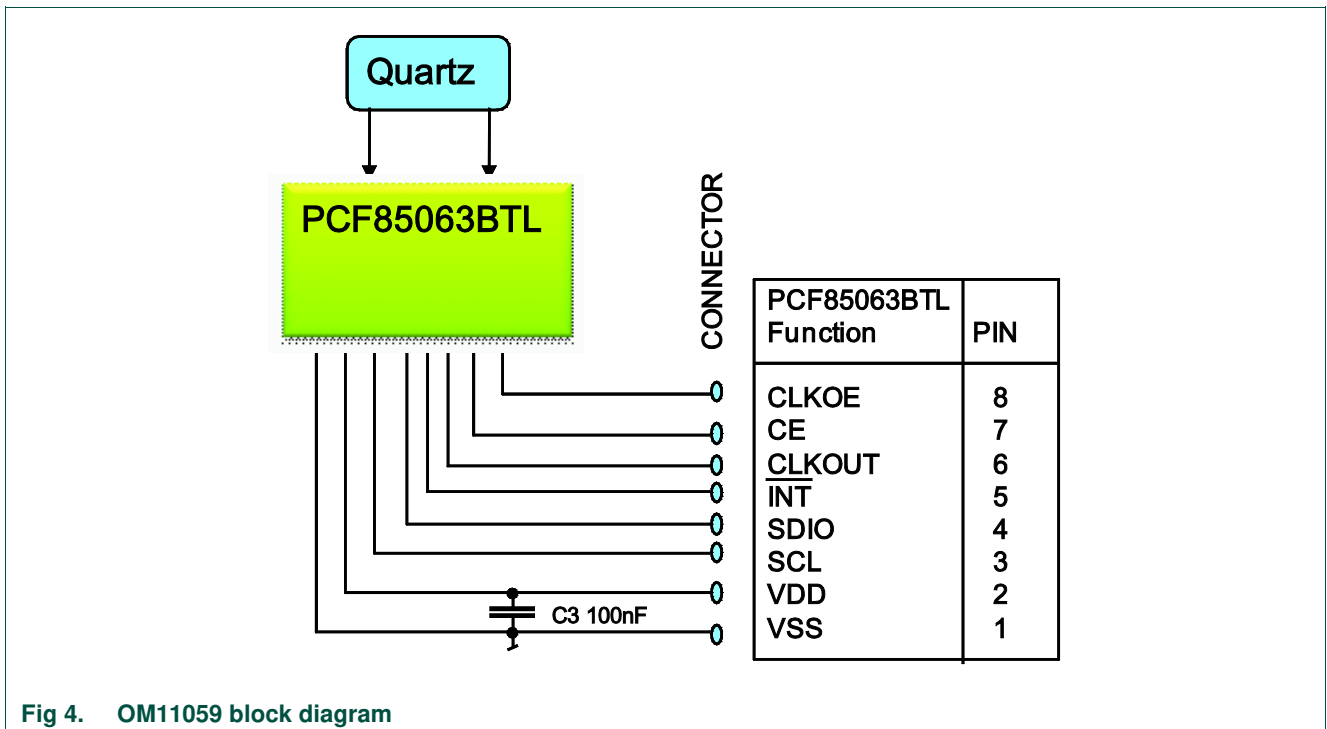 Quartz
PCF85063BTL
CONNECTOR
PCF85063BTL
Function PIN
CLKOE 8
CE 7
CLKOUT 6
INT 5
SDIO 4
SCL 3
VDD 2
VSS 1
C3 100nF
Fig 4. OM11059 block diagram